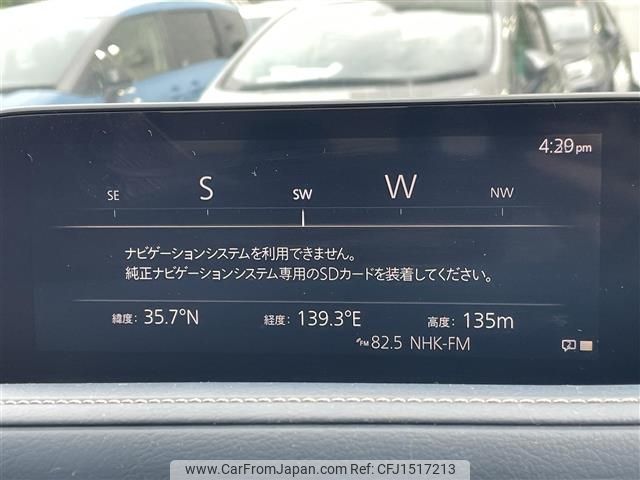 4:29 pm
SE S SW W NW
ナビゲーションシステムを利用できません。
純正ナビゲーションシステム専用のSDカードを装着してください。
緯度: 35.7°N 経度: 139.3°E 高度: 135m
FM 82.5 NHK-FM
www.CarFromJapan.com - CFJ1517213